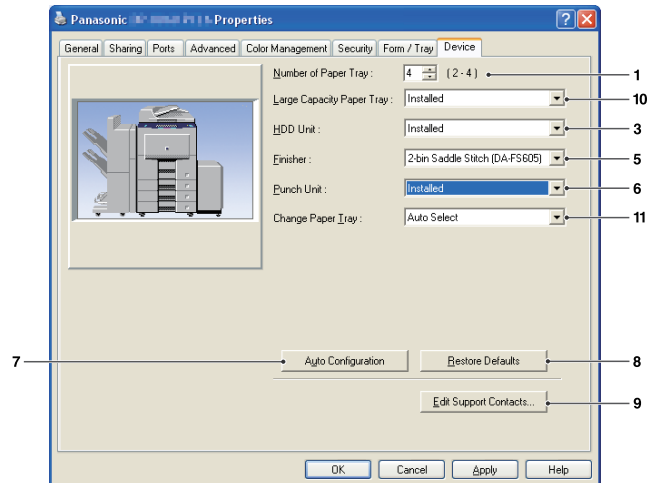 Panasonic Properties
General Sharing Ports Advanced Color Management Security Form / Tray Device
Number of Paper Tray : 4 ( 2 - 4 ) 1
Large Capacity Paper Tray : Installed 10
HDD Unit : Installed 3
Finisher : 2-bin Saddle Stitch (DA-FS605) 5
Punch Unit : Installed 6
Change Paper Tray : Auto Select 11
7 Auto Configuration Restore Defaults 8
Edit Support Contacts... 9
OK Cancel Apply Help